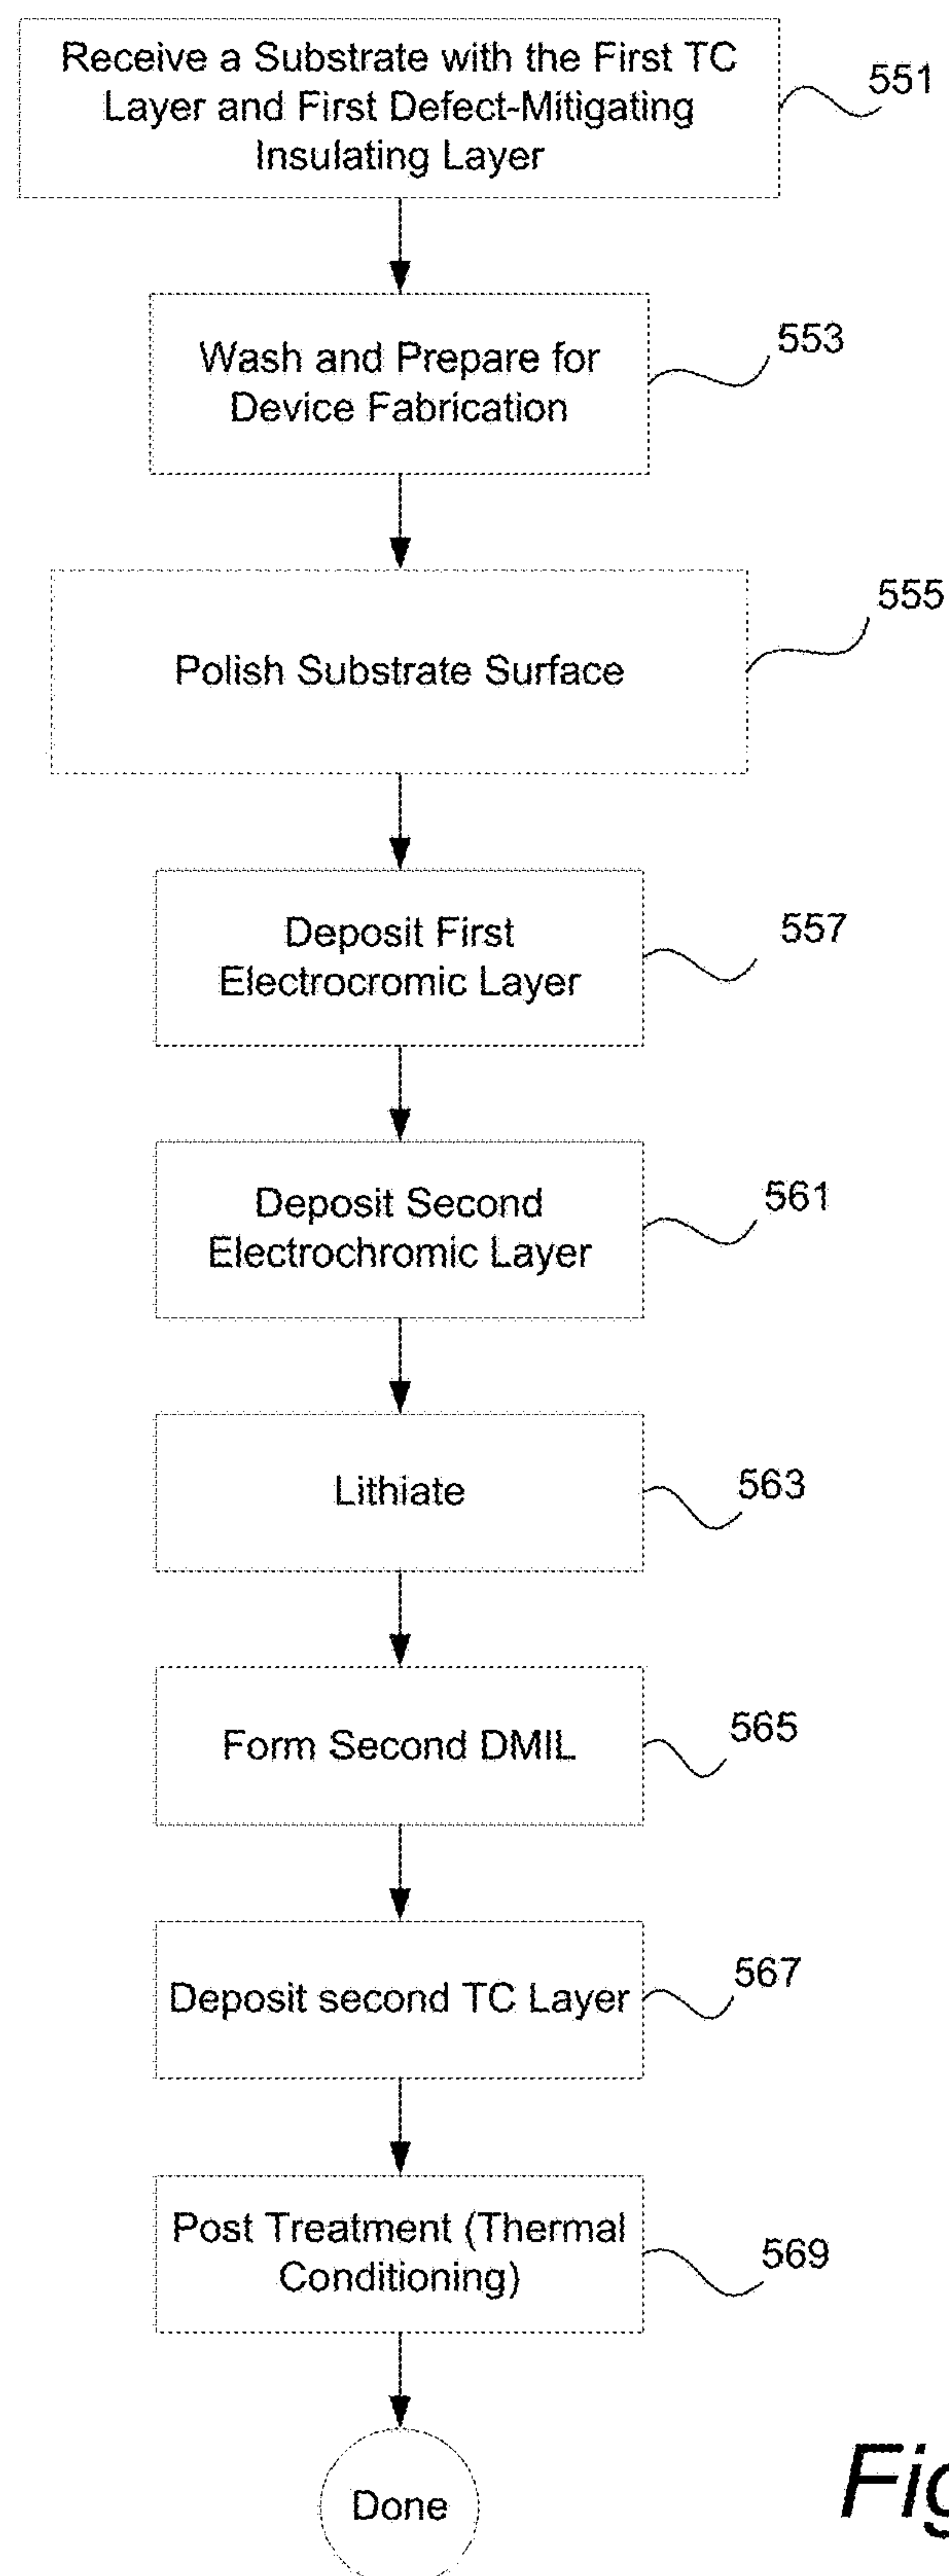 Receive a Substrate with the First TC
Layer and First Defect-Mitigating
Insulating Layer
551
Wash and Prepare for
Device Fabrication
553
Polish Substrate Surface
555
Deposit First
Electrocromic Layer
557
Deposit Second
Electrochromic Layer
561
Lithiate
563
Form Second DMIL
565
Deposit second TC Layer
567
Post Treatment (Thermal
Conditioning)
569
Done